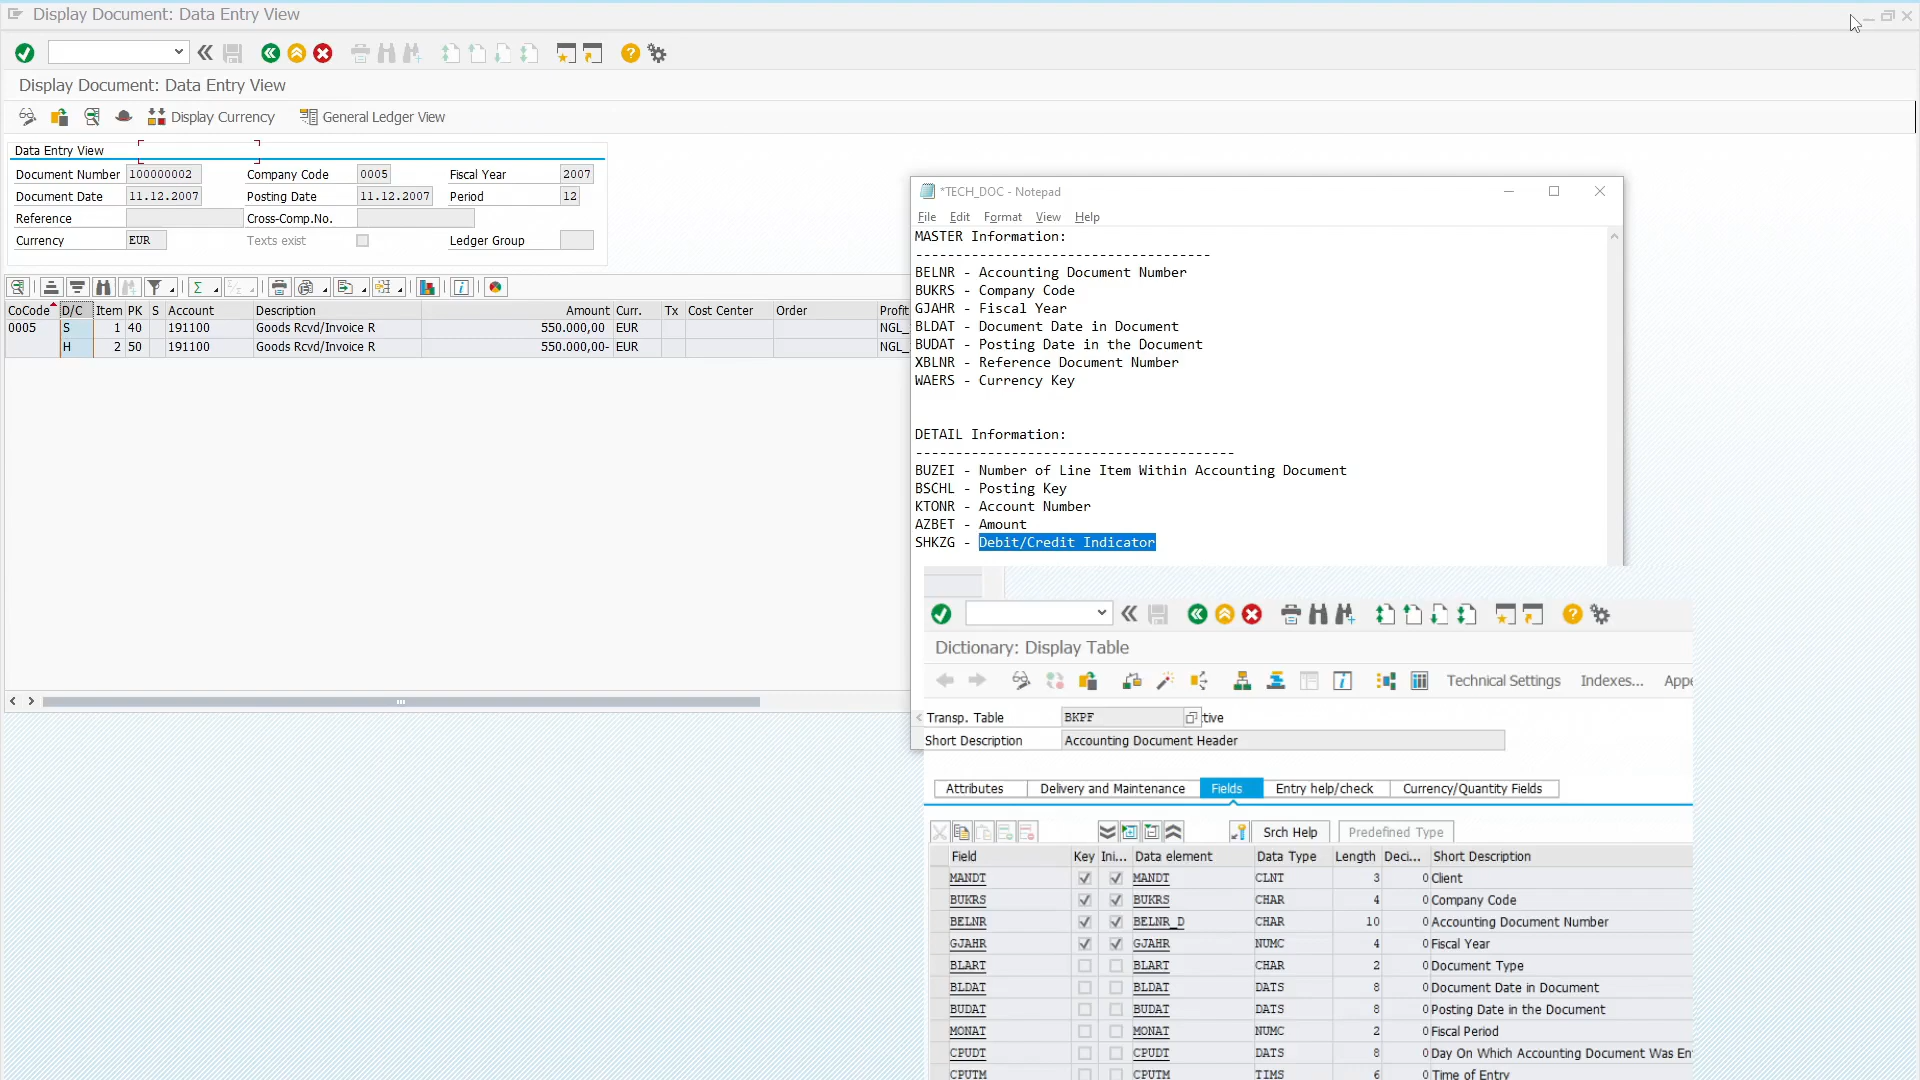 Display Document: Data Entry View
Display Document: Data Entry View
Display Currency General Ledger View
Data Entry View
Document Number 100000002 Company Code 0005 Fiscal Year 2007
Document Date 11.12.2007 Posting Date 11.12.2007 Period 12
Reference Cross-Comp.No.
Currency EUR Texts exist Ledger Group
CoCode D/C Item PK S Account Description Amount Curr. Tx Cost Center Order Profit
0005 S 1 40 191100 Goods Rcvd/Invoice R 550.000,00 EUR NGL_
H 2 50 191100 Goods Rcvd/Invoice R 550.000,00- EUR NGL_
*TECH_DOC - Notepad
File Edit Format View Help
MASTER Information:
-------------------------------------
BELNR - Accounting Document Number
BUKRS - Company Code
GJAHR - Fiscal Year
BLDAT - Document Date in Document
BUDAT - Posting Date in the Document
XBLNR - Reference Document Number
WAERS - Currency Key
DETAIL Information:
----------------------------------------
BUZEI - Number of Line Item Within Accounting Document
BSCHL - Posting Key
KTONR - Account Number
AZBET - Amount
SHKZG - Debit/Credit Indicator
Dictionary: Display Table
Technical Settings Indexes... Appe
Transp. Table BKPF tive
Short Description Accounting Document Header
Attributes Delivery and Maintenance Fields Entry help/check Currency/Quantity Fields
Srch Help Predefined Type
Field Key Ini... Data element Data Type Length Deci... Short Description
MANDT MANDT CLNT 3 0 Client
BUKRS BUKRS CHAR 4 0 Company Code
BELNR BELNR_D CHAR 10 0 Accounting Document Number
GJAHR GJAHR NUMC 4 0 Fiscal Year
BLART BLART CHAR 2 0 Document Type
BLDAT BLDAT DATS 8 0 Document Date in Document
BUDAT BUDAT DATS 8 0 Posting Date in the Document
MONAT MONAT NUMC 2 0 Fiscal Period
CPUDT CPUDT DATS 8 0 Day On Which Accounting Document Was En
CPUTM CPUTM TIMS 6 0 Time of Entry